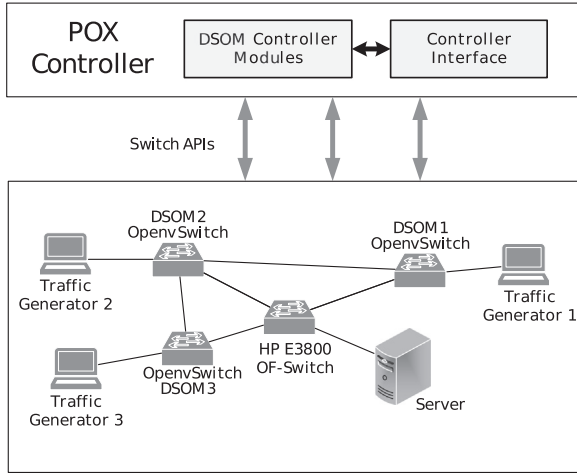 POX
Controller
DSOM Controller
Modules
Controller
Interface
Switch APIs
DSOM2
OpenvSwitch
DSOM1
OpenvSwitch
Traffic
Generator 2
Traffic
Generator 1
HP E3800
OF-Switch
OpenvSwitch
DSOM3
Traffic
Generator 3
Server